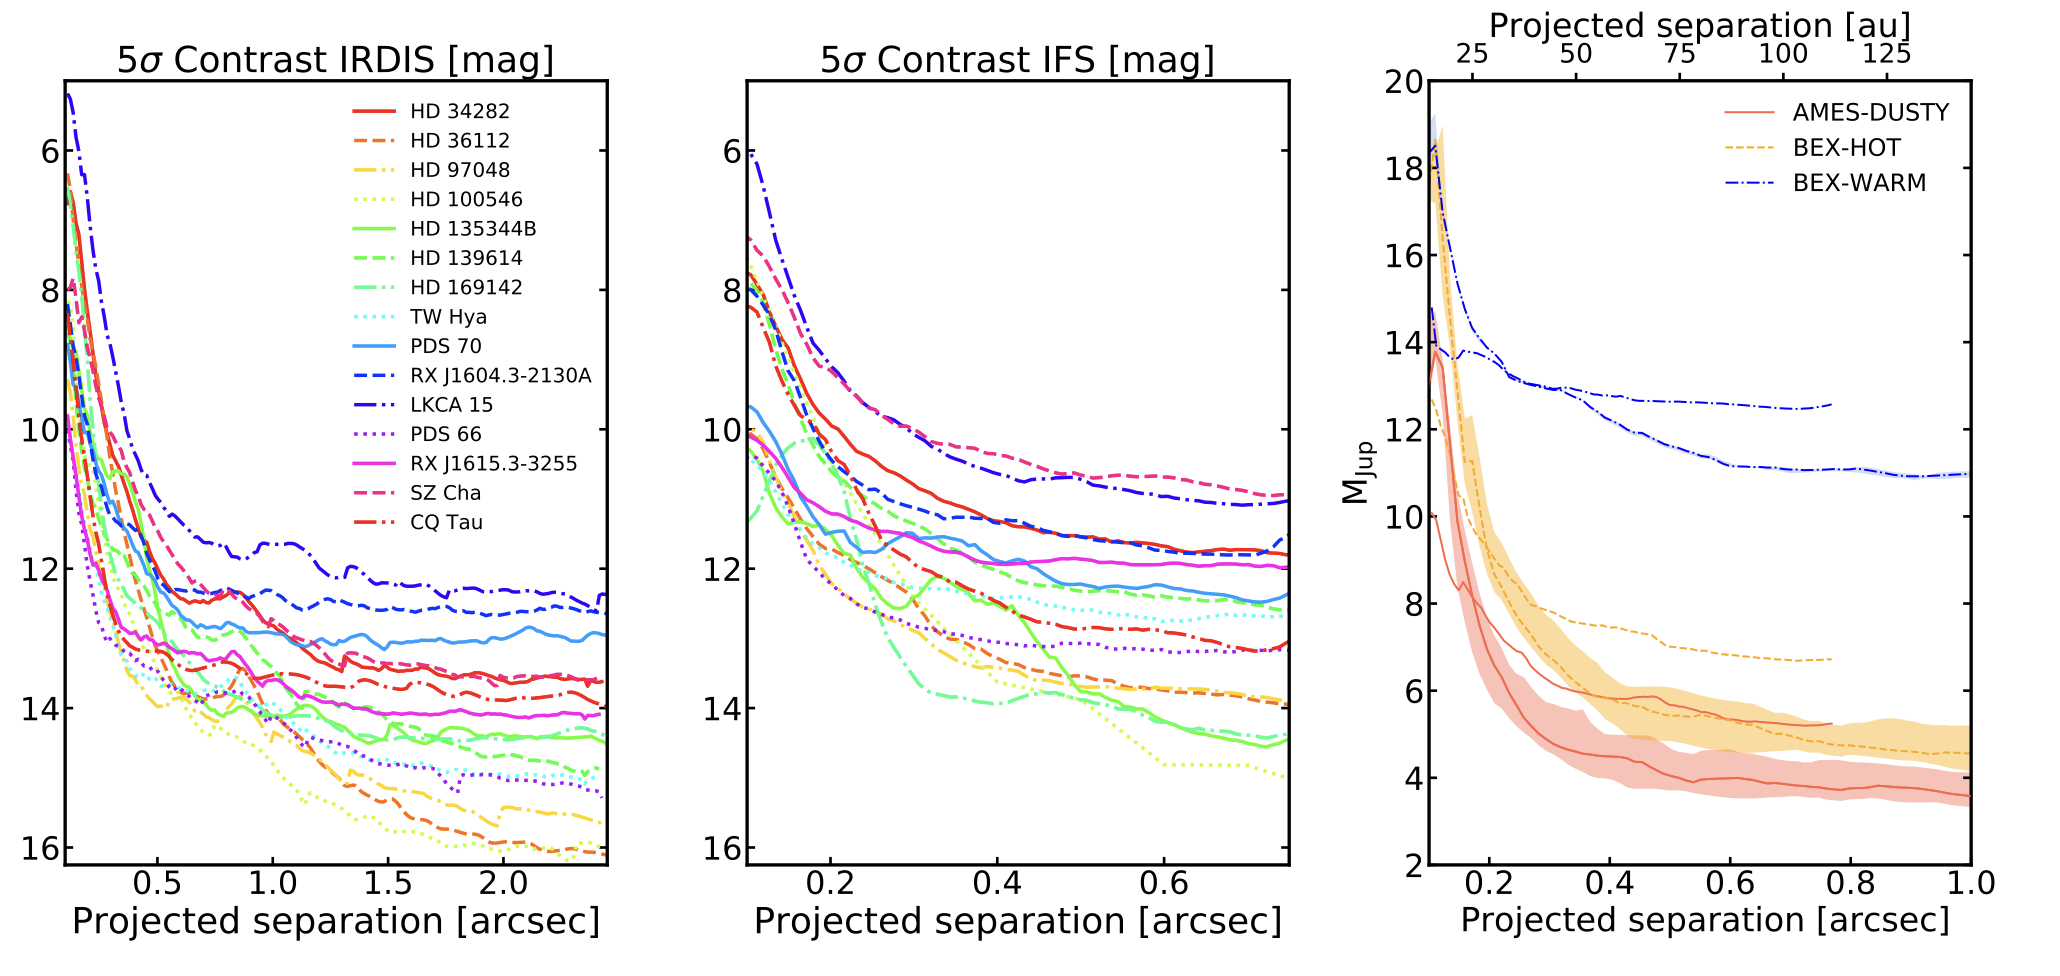 5σ Contrast IRDIS [mag]
6
8
10
12
14
16
0.5 1.0 1.5 2.0
Projected separation [arcsec]
HD 34282
HD 36112
HD 97048
HD 100546
HD 135344B
HD 139614
HD 169142
TW Hya
PDS 70
RX J1604.3-2130A
LKCA 15
PDS 66
RX J1615.3-3255
SZ Cha
CQ Tau
5σ Contrast IFS [mag]
6
8
10
12
14
16
0.2 0.4 0.6
Projected separation [arcsec]
Projected separation [au]
25 50 75 100 125
20
18
16
14
12
10
8
6
4
2
MJup
AMES-DUSTY
BEX-HOT
BEX-WARM
0.2 0.4 0.6 0.8 1.0
Projected separation [arcsec]